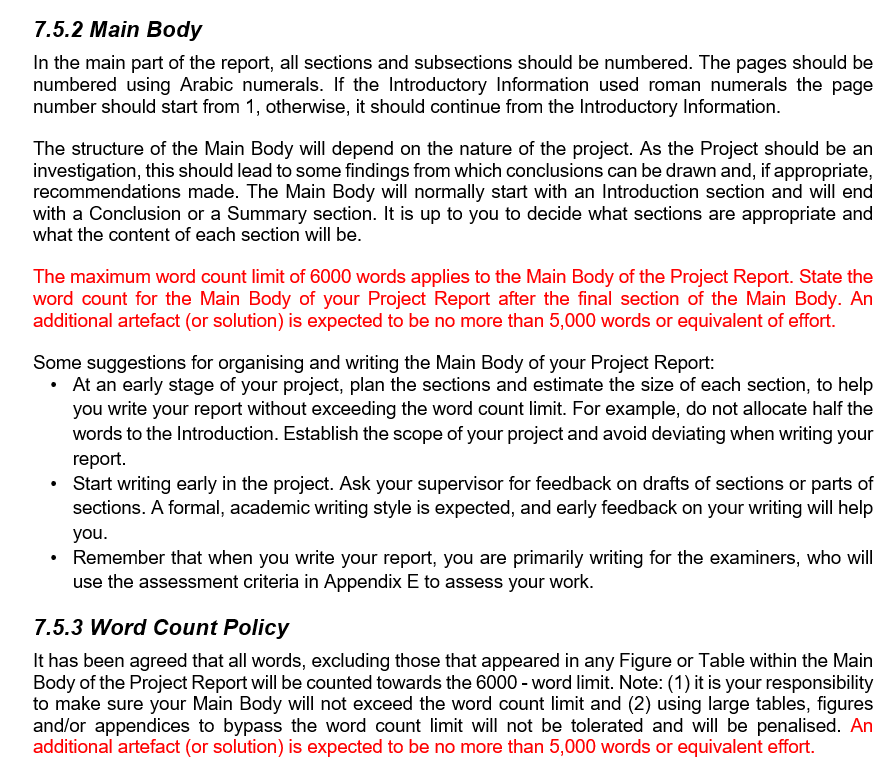 7.5.2 Main Body
In the main part of the report, all sections and subsections should be numbered. The pages should be
numbered using Arabic numerals. If the Introductory Information used roman numerals the page
number should start from 1, otherwise, it should continue from the Introductory Information.
The structure of the Main Body will depend on the nature of the project. As the Project should be an
investigation, this should lead to some findings from which conclusions can be drawn and, if appropriate,
recommendations made. The Main Body will normally start with an Introduction section and will end
with a Conclusion or a Summary section. It is up to you to decide what sections are appropriate and
what the content of each section will be.
The maximum word count limit of 6000 words applies to the Main Body of the Project Report. State the
word count for the Main Body of your Project Report after the final section of the Main Body. An
additional artefact (or solution) is expected to be no more than 5,000 words or equivalent of effort.
Some suggestions for organising and writing the Main Body of your Project Report:
• At an early stage of your project, plan the sections and estimate the size of each section, to help
you write your report without exceeding the word count limit. For example, do not allocate half the
words to the Introduction. Establish the scope of your project and avoid deviating when writing your
report.
• Start writing early in the project. Ask your supervisor for feedback on drafts of sections or parts of
sections. A formal, academic writing style is expected, and early feedback on your writing will help
you.
• Remember that when you write your report, you are primarily writing for the examiners, who will
use the assessment criteria in Appendix E to assess your work.
7.5.3 Word Count Policy
It has been agreed that all words, excluding those that appeared in any Figure or Table within the Main
Body of the Project Report will be counted towards the 6000 - word limit. Note: (1) it is your responsibility
to make sure your Main Body will not exceed the word count limit and (2) using large tables, figures
and/or appendices to bypass the word count limit will not be tolerated and will be penalised. An
additional artefact (or solution) is expected to be no more than 5,000 words or equivalent effort.